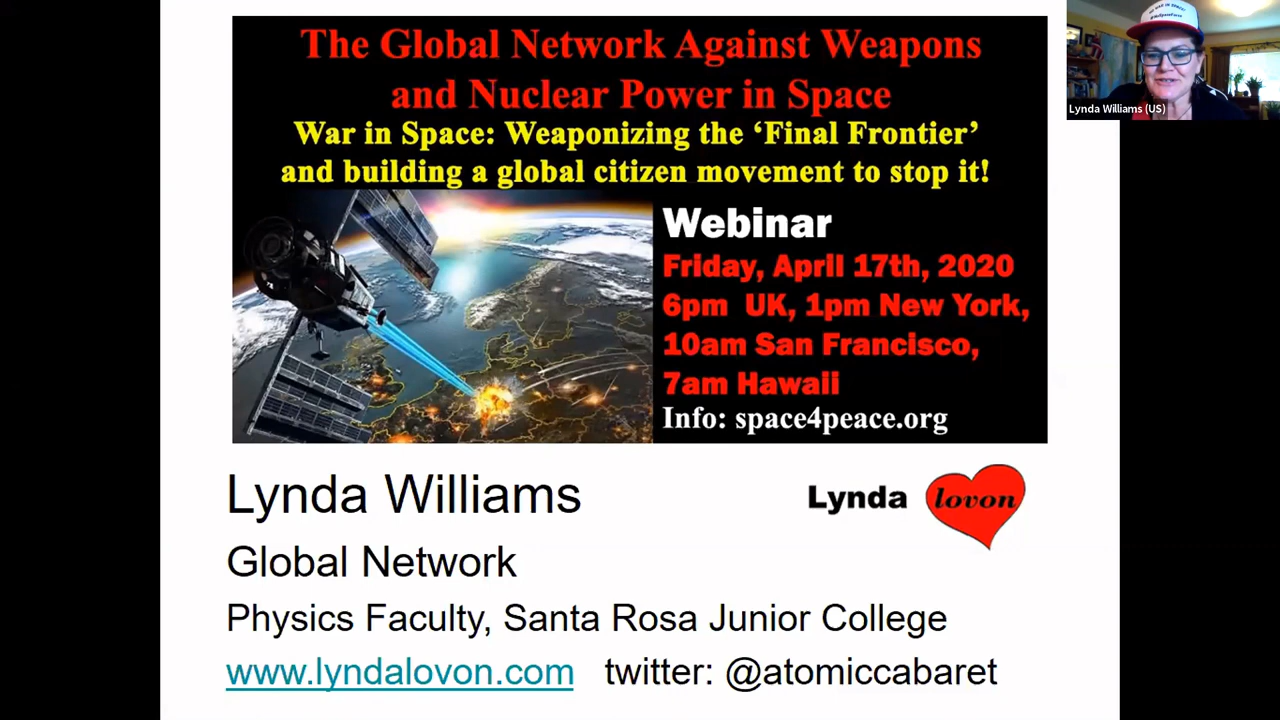 The Global Network Against Weapons
and Nuclear Power in Space
War in Space: Weaponizing the ‘Final Frontier’
and building a global citizen movement to stop it!
Webinar
Friday, April 17th, 2020
6pm UK, 1pm New York,
10am San Francisco,
7am Hawaii
Info: space4peace.org
Lynda Williams
Lynda lovon
Global Network
Physics Faculty, Santa Rosa Junior College
www.lyndalovon.com twitter: @atomiccabaret
Lynda Williams (US)